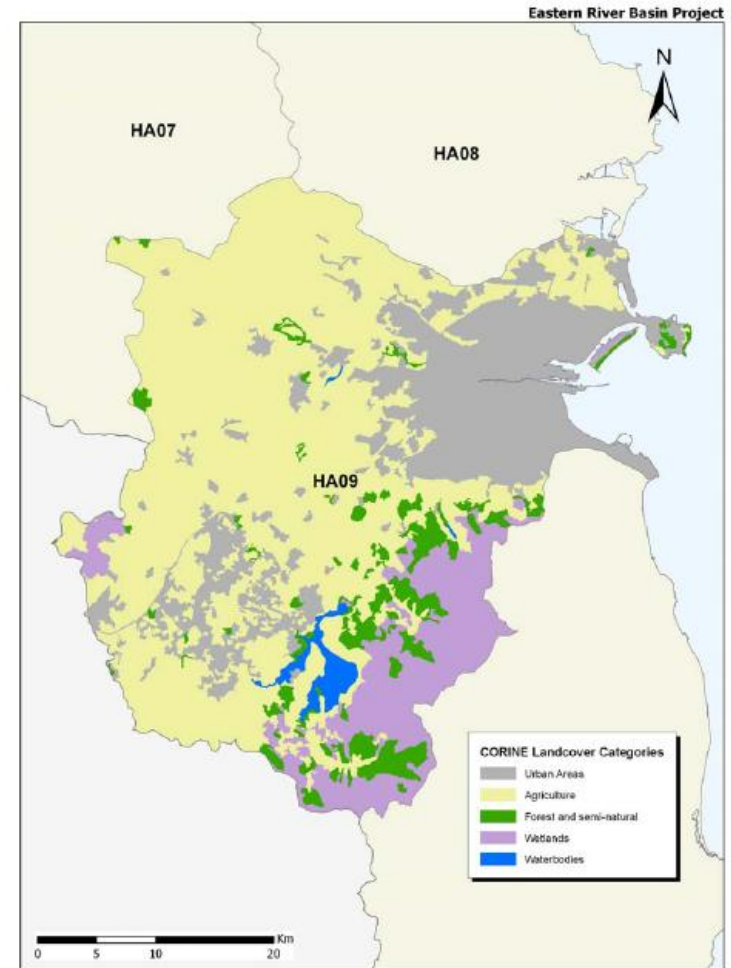 Eastern River Basin Project
N
HA07
HA08
HA09
CORINE Landcover Categories
Urban Areas
Agriculture
Forest and semi-natural
Wetlands
Waterbodies
Km
0 5 10 20